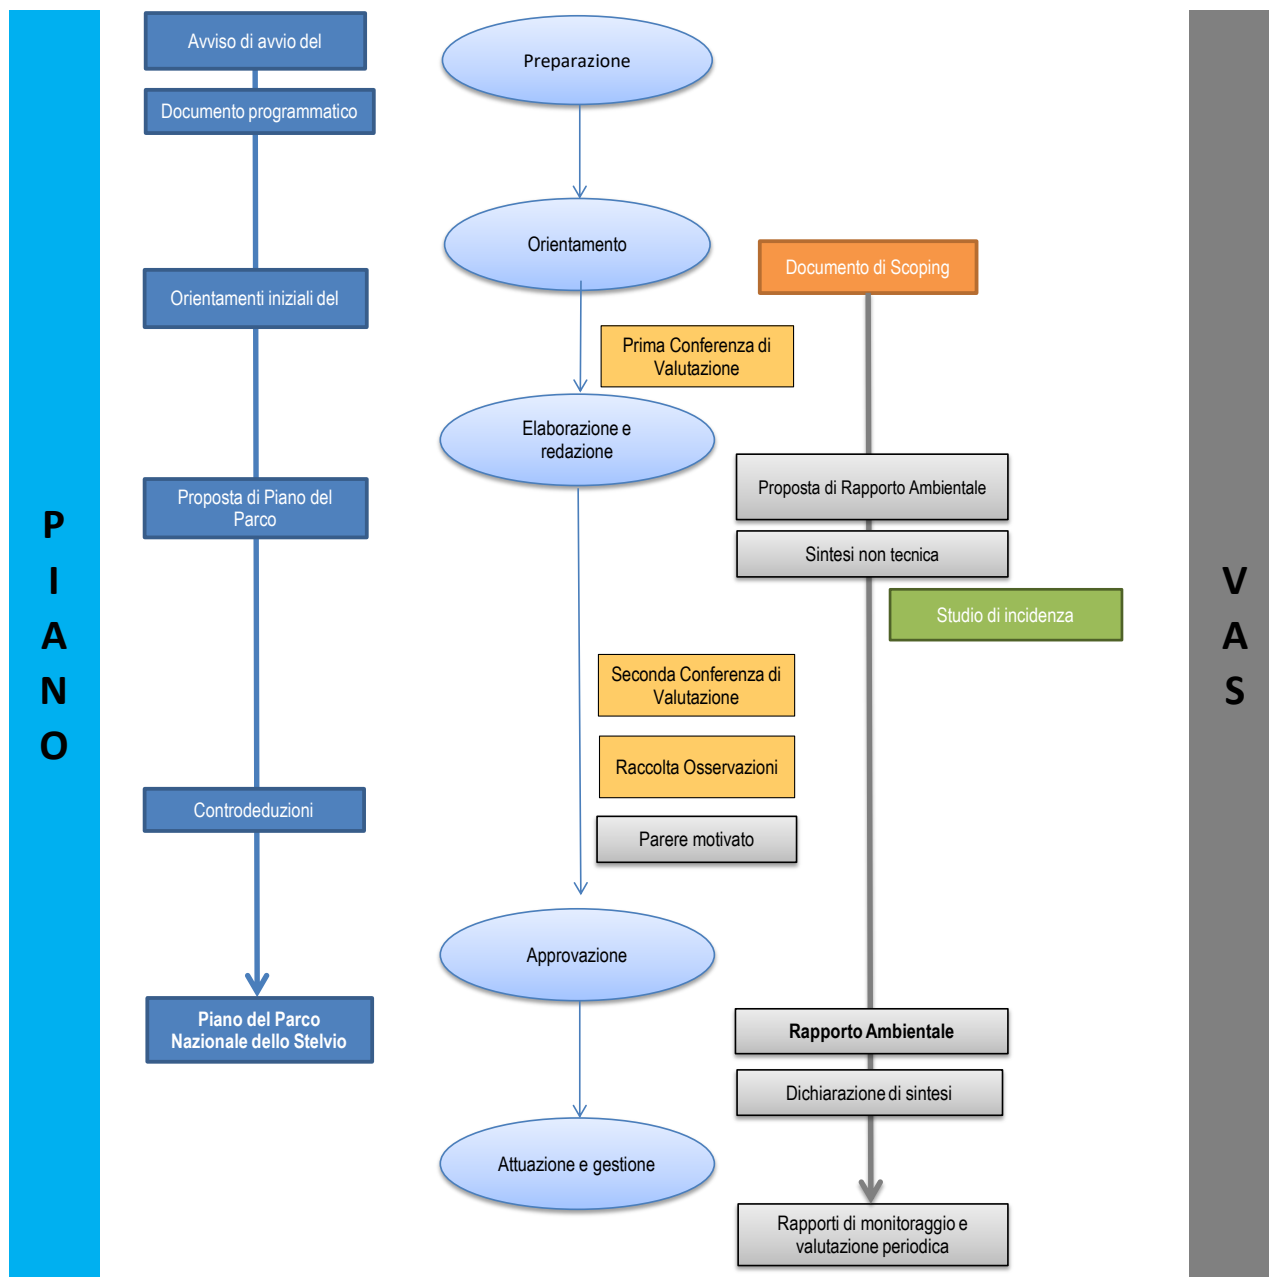 P
I
A
N
O
Avviso di avvio del
Documento programmatico
Orientamenti iniziali del
Proposta di Piano del
Parco
Controdeduzioni
Piano del Parco
Nazionale dello Stelvio
Preparazione
Orientamento
Prima Conferenza di
Valutazione
Elaborazione e
redazione
Seconda Conferenza di
Valutazione
Raccolta Osservazioni
Parere motivato
Approvazione
Attuazione e gestione
Documento di Scoping
Proposta di Rapporto Ambientale
Sintesi non tecnica
Studio di incidenza
Rapporto Ambientale
Dichiarazione di sintesi
Rapporti di monitoraggio e
valutazione periodica
V
A
S